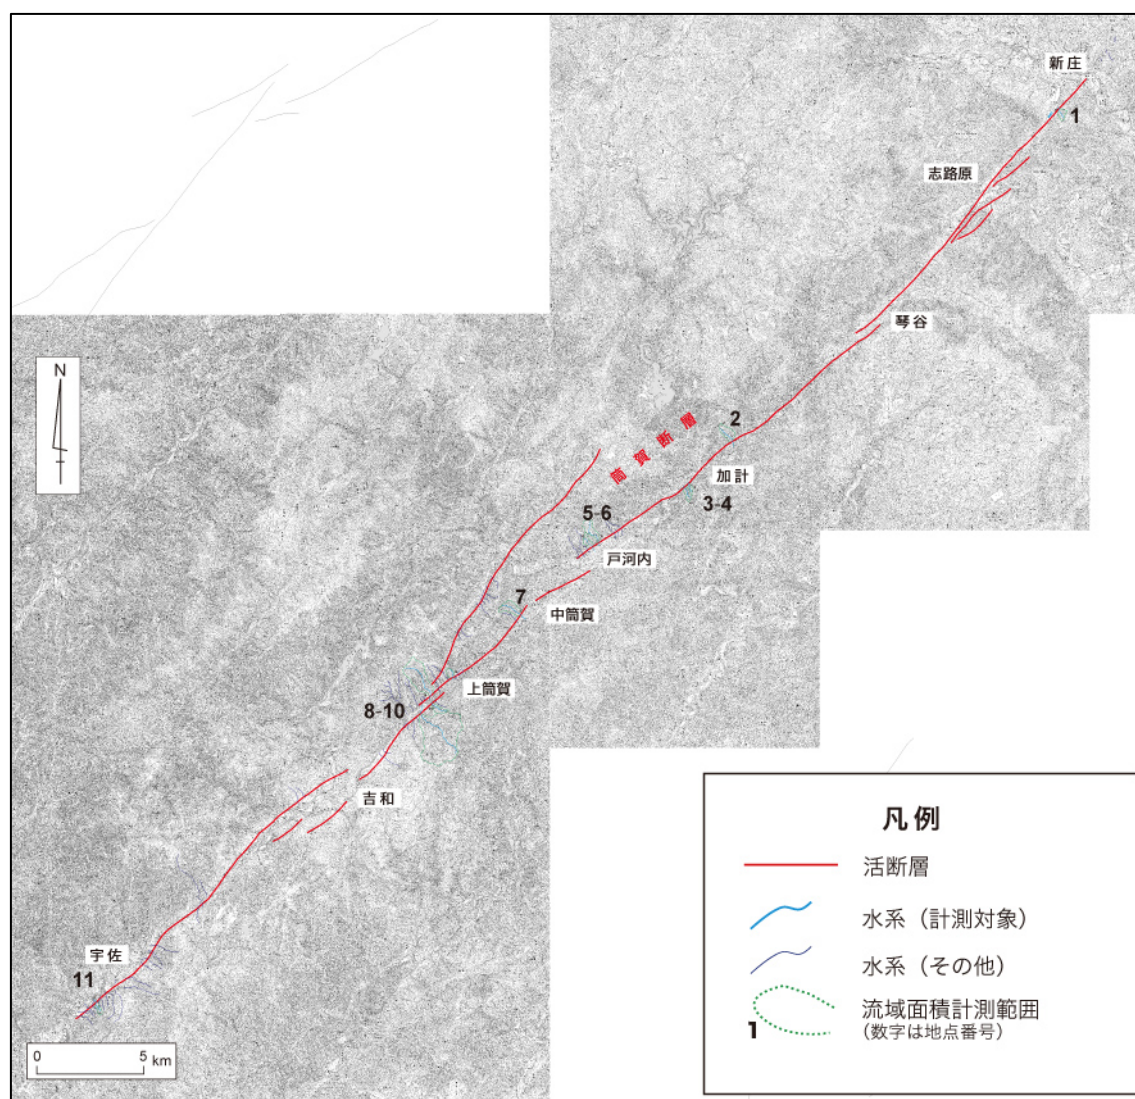 新庄
1
志路原
琴谷
N
筒賀断層
2
加計
3-4
5-6
戸河内
7
中筒賀
上筒賀
8-10
吉和
宇佐
11
0 5 km
凡例
活断層
水系（計測対象）
水系（その他）
流域面積計測範囲
1 (数字は地点番号)